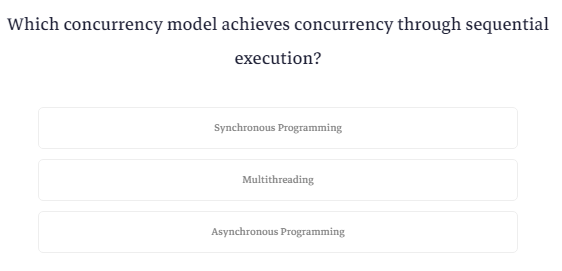 Which concurrency model achieves concurrency through sequential
execution?
Synchronous Programming
Multithreading
Asynchronous Programming